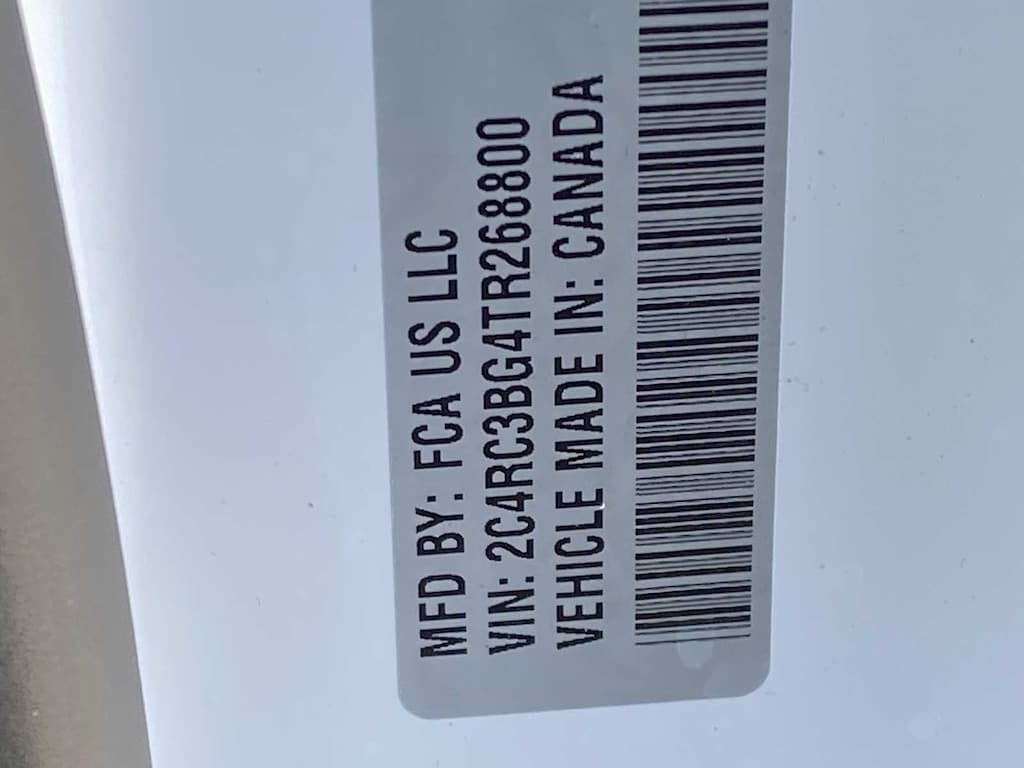 MFD BY: FCA US LLC
VIN: 2C4RC3BG4TR268800
VEHICLE MADE IN: CANADA